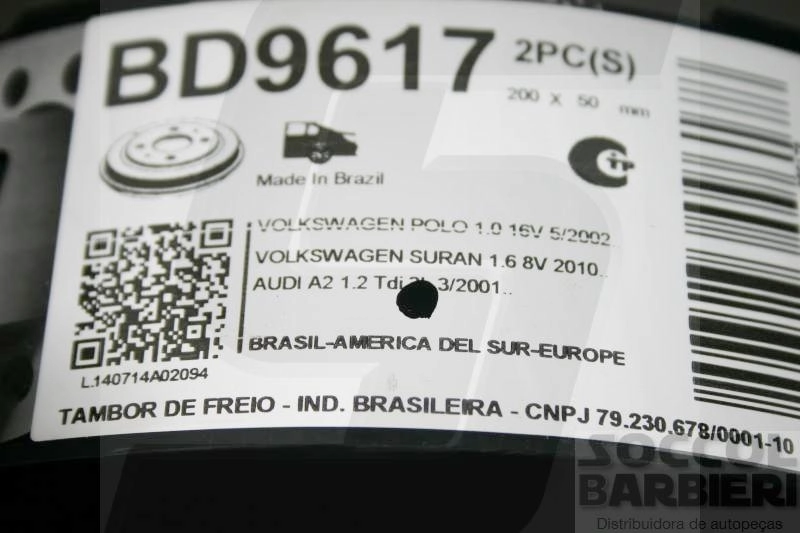 BD9617 2PC(S)
200 X 50 mm
Made In Brazil
VOLKSWAGEN POLO 1.0 16V 5/2002..
VOLKSWAGEN SURAN 1.6 8V 2010..
AUDI A2 1.2 Tdi 3/2001..
BRASIL-AMERICA DEL SUR-EUROPE
L.140714A02094
TAMBOR DE FREIO - IND. BRASILEIRA - CNPJ 79.230.678/0001-10
SOCCOL
BARBIERI
Distribuidora de autopeças